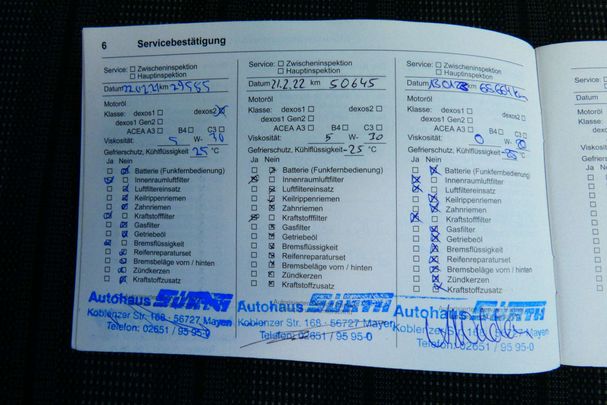 6 Servicebestätigung
Service: Zwischeninspektion
Hauptinspektion
Datum km 29585
Motoröl
Klasse: dexos1 dexos2
dexos1 Gen2
ACEA A3 B4 C3
Viskosität: 5 W- 30
Gefrierschutz, Kühlflüssigkeit -25 °C
Ja Nein
Batterie (Funkfernbedienung)
Innenraumluftfilter
Luftfiltereinsatz
Keilrippenriemen
Zahnriemen
Kraftstofffilter
Gasfilter
Getriebeöl
Bremsflüssigkeit
Reifenreparaturset
Bremsbeläge vorn / hinten
Zündkerzen
Kraftstoffzusatz
Autohaus SÜRTH
Koblenzer Str. 168 · 56727 Mayen
Telefon: 02651 / 95 95-0
Service: Zwischeninspektion
Hauptinspektion
Datum 21.2.22 km 50645
Motoröl
Klasse: dexos1 dexos2
dexos1 Gen2
ACEA A3 B4 C3
Viskosität: 5 W- 30
Gefrierschutz, Kühlflüssigkeit -25 °C
Ja Nein
Batterie (Funkfernbedienung)
Innenraumluftfilter
Luftfiltereinsatz
Keilrippenriemen
Zahnriemen
Kraftstofffilter
Gasfilter
Getriebeöl
Bremsflüssigkeit
Reifenreparaturset
Bremsbeläge vorn / hinten
Zündkerzen
Kraftstoffzusatz
Autohaus SÜRTH
Koblenzer Str. 168 - 56727 Mayen
Telefon: 02651 / 95 95-0
Service: Zwischeninspektion
Hauptinspektion
Datum km
Motoröl
Klasse: dexos1 dexos2
dexos1 Gen2
ACEA A3 B4 C3
Viskosität: 0 W-
Gefrierschutz, Kühlflüssigkeit °C
Ja Nein
Batterie (Funkfernbedienung)
Innenraumluftfilter
Luftfiltereinsatz
Keilrippenriemen
Zahnriemen
Kraftstofffilter
Gasfilter
Getriebeöl
Bremsflüssigkeit
Reifenreparaturset
Bremsbeläge vorn / hinten
Zündkerzen
Kraftstoffzusatz
Autohaus SÜRTH
Koblenzer Str. 168 56727 Mayen
Telefon: 02651 / 95 95-0